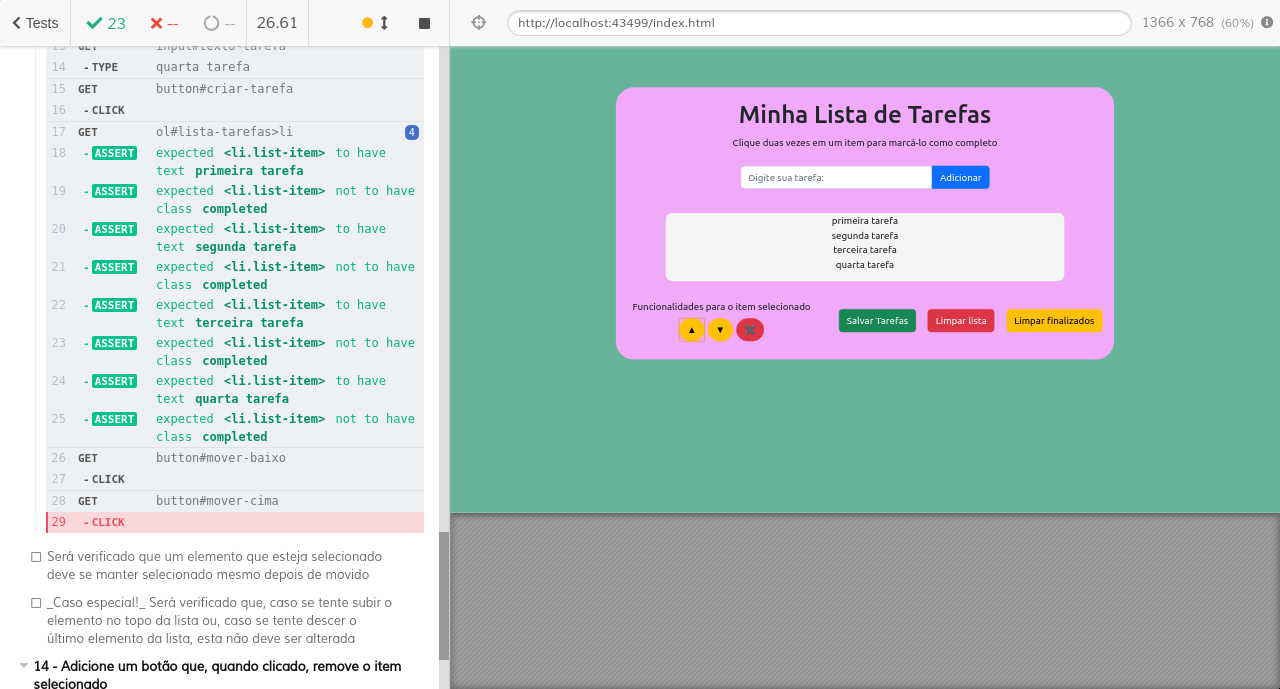 Tests
23
--
--
26.61
http://localhost:43499/index.html
1366 x 768 (60%)
13 GET input#texto-tarefa
14 - TYPE quarta tarefa
15 GET button#criar-tarefa
16 - CLICK
17 GET ol#lista-tarefas>li 4
18 - ASSERT expected <li.list-item> to have
text primeira tarefa
19 - ASSERT expected <li.list-item> not to have
class completed
20 - ASSERT expected <li.list-item> to have
text segunda tarefa
21 - ASSERT expected <li.list-item> not to have
class completed
22 - ASSERT expected <li.list-item> to have
text terceira tarefa
23 - ASSERT expected <li.list-item> not to have
class completed
24 - ASSERT expected <li.list-item> to have
text quarta tarefa
25 - ASSERT expected <li.list-item> not to have
class completed
26 GET button#mover-baixo
27 - CLICK
28 GET button#mover-cima
29 - CLICK
Será verificado que um elemento que esteja selecionado
deve se manter selecionado mesmo depois de movido
_Caso especial!_ Será verificado que, caso se tente subir o
elemento no topo da lista ou, caso se tente descer o
último elemento da lista, esta não deve ser alterada
14 - Adicione um botão que, quando clicado, remove o item
selecionado
Minha Lista de Tarefas
Clique duas vezes em um item para marcá-lo como completo
Digite sua tarefa:
Adicionar
primeira tarefa
segunda tarefa
terceira tarefa
quarta tarefa
Funcionalidades para o item selecionado
Salvar Tarefas
Limpar lista
Limpar finalizados